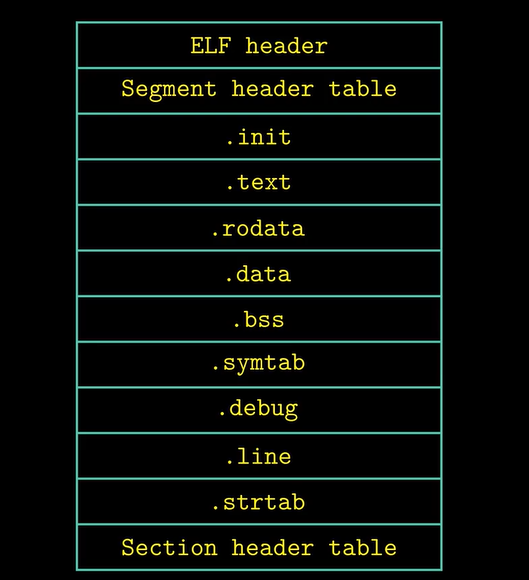 ELF header
Segment header table
.init
.text
.rodata
.data
.bss
.symtab
.debug
.line
.strtab
Section header table